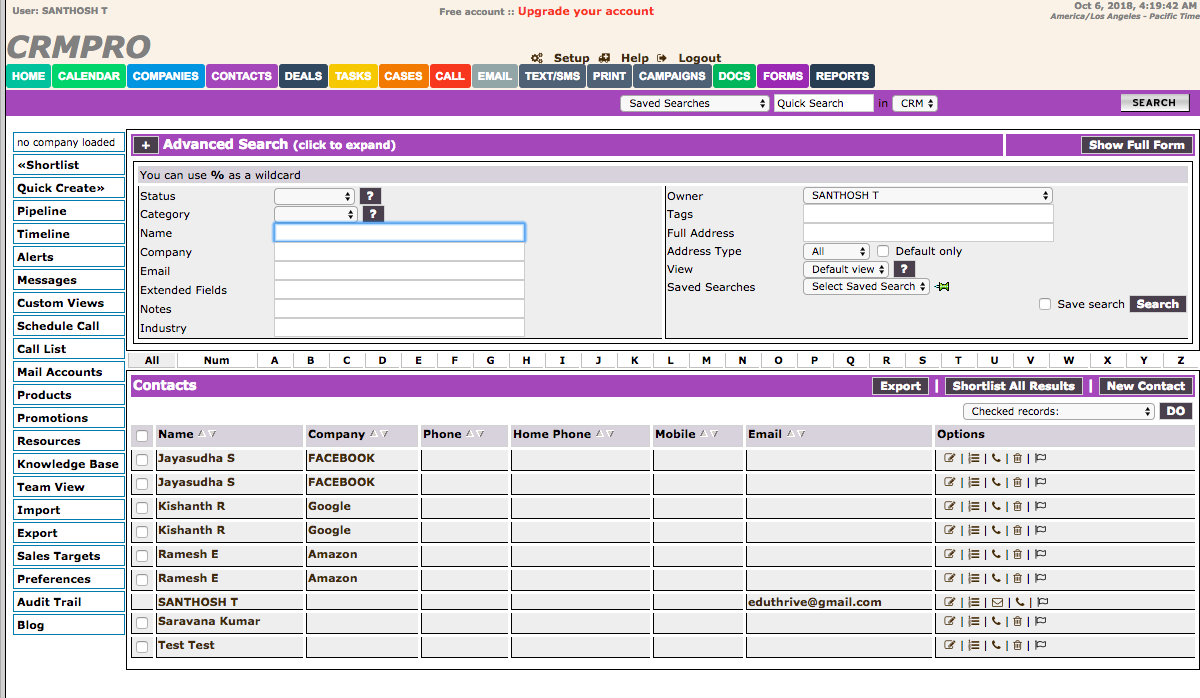 User: SANTHOSH T
Free account :: Upgrade your account
Oct 6, 2018, 4:19:42 AM
America/Los Angeles - Pacific Time
CRMPRO
Setup Help Logout
HOME CALENDAR COMPANIES CONTACTS DEALS TASKS CASES CALL EMAIL TEXT/SMS PRINT CAMPAIGNS DOCS FORMS REPORTS
Saved Searches Quick Search in CRM SEARCH
no company loaded
«Shortlist
Quick Create»
Pipeline
Timeline
Alerts
Messages
Custom Views
Schedule Call
Call List
Mail Accounts
Products
Promotions
Resources
Knowledge Base
Team View
Import
Export
Sales Targets
Preferences
Audit Trail
Blog
+ Advanced Search (click to expand) Show Full Form
You can use % as a wildcard
Status ?
Category ?
Name
Company
Email
Extended Fields
Notes
Industry
Owner SANTHOSH T
Tags
Full Address
Address Type All Default only
View Default view ?
Saved Searches Select Saved Search
Save search Search
All Num A B C D E F G H I J K L M N O P Q R S T U V W X Y Z
Contacts Export | Shortlist All Results | New Contact
Checked records: DO
Name Company Phone Home Phone Mobile Email Options
Jayasudha S FACEBOOK
Jayasudha S FACEBOOK
Kishanth R Google
Kishanth R Google
Ramesh E Amazon
Ramesh E Amazon
SANTHOSH T eduthrive@gmail.com
Saravana Kumar
Test Test